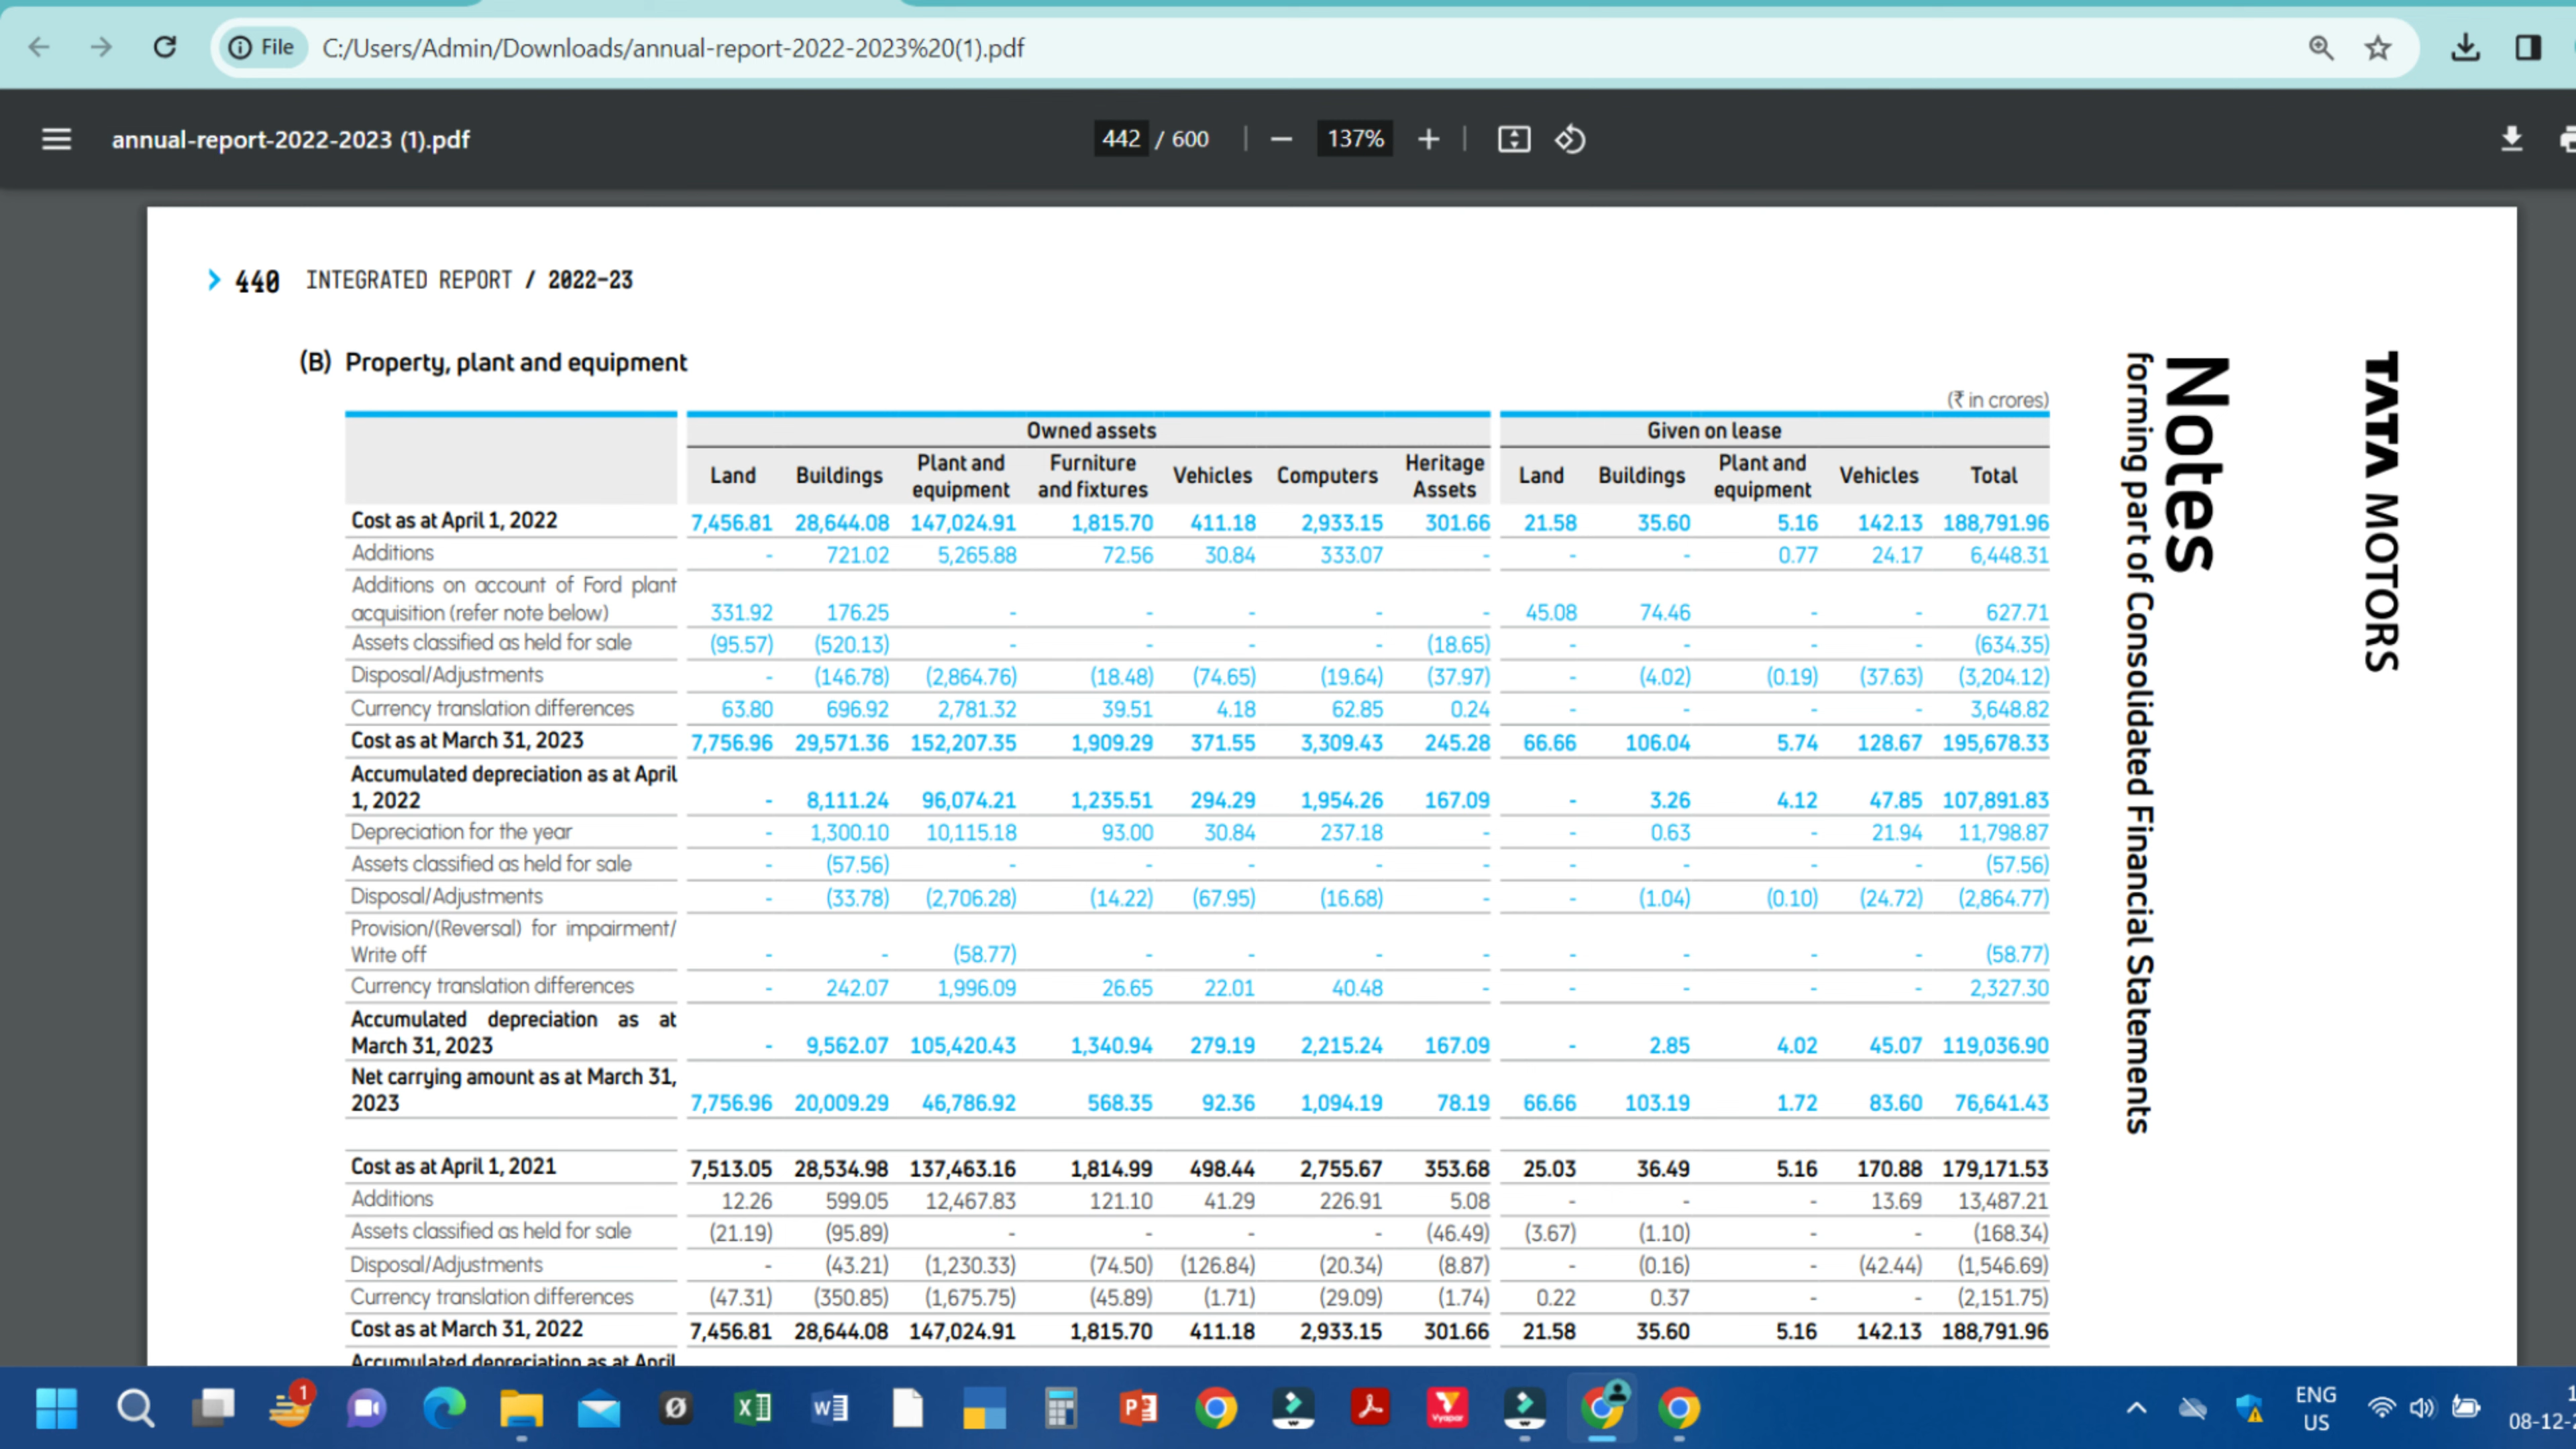 File C:/Users/Admin/Downloads/annual-report-2022-2023%20(1).pdf
annual-report-2022-2023 (1).pdf 442 / 600 137%
440 INTEGRATED REPORT / 2022-23
(B) Property, plant and equipment
(₹ in crores)
Owned assets Given on lease
Land Buildings Plant and equipment Furniture and fixtures Vehicles Computers Heritage Assets Land Buildings Plant and equipment Vehicles Total
Cost as at April 1, 2022 7,456.81 28,644.08 147,024.91 1,815.70 411.18 2,933.15 301.66 21.58 35.60 5.16 142.13 188,791.96
Additions - 721.02 5,265.88 72.56 30.84 333.07 - - - 0.77 24.17 6,448.31
Additions on account of Ford plant
acquisition (refer note below) 331.92 176.25 - - - - - 45.08 74.46 - - 627.71
Assets classified as held for sale (95.57) (520.13) - - - - (18.65) - - - - (634.35)
Disposal/Adjustments - (146.78) (2,864.76) (18.48) (74.65) (19.64) (37.97) - (4.02) (0.19) (37.63) (3,204.12)
Currency translation differences 63.80 696.92 2,781.32 39.51 4.18 62.85 0.24 - - - - 3,648.82
Cost as at March 31, 2023 7,756.96 29,571.36 152,207.35 1,909.29 371.55 3,309.43 245.28 66.66 106.04 5.74 128.67 195,678.33
Accumulated depreciation as at April
1, 2022 - 8,111.24 96,074.21 1,235.51 294.29 1,954.26 167.09 - 3.26 4.12 47.85 107,891.83
Depreciation for the year - 1,300.10 10,115.18 93.00 30.84 237.18 - - 0.63 - 21.94 11,798.87
Assets classified as held for sale - (57.56) - - - - - - - - - (57.56)
Disposal/Adjustments - (33.78) (2,706.28) (14.22) (67.95) (16.68) - - (1.04) (0.10) (24.72) (2,864.77)
Provision/(Reversal) for impairment/
Write off - - (58.77) - - - - - - - - (58.77)
Currency translation differences - 242.07 1,996.09 26.65 22.01 40.48 - - - - - 2,327.30
Accumulated depreciation as at
March 31, 2023 - 9,562.07 105,420.43 1,340.94 279.19 2,215.24 167.09 - 2.85 4.02 45.07 119,036.90
Net carrying amount as at March 31,
2023 7,756.96 20,009.29 46,786.92 568.35 92.36 1,094.19 78.19 66.66 103.19 1.72 83.60 76,641.43
Cost as at April 1, 2021 7,513.05 28,534.98 137,463.16 1,814.99 498.44 2,755.67 353.68 25.03 36.49 5.16 170.88 179,171.53
Additions 12.26 599.05 12,467.83 121.10 41.29 226.91 5.08 - - - 13.69 13,487.21
Assets classified as held for sale (21.19) (95.89) - - - - (46.49) (3.67) (1.10) - - (168.34)
Disposal/Adjustments - (43.21) (1,230.33) (74.50) (126.84) (20.34) (8.87) - (0.16) - (42.44) (1,546.69)
Currency translation differences (47.31) (350.85) (1,675.75) (45.89) (1.71) (29.09) (1.74) 0.22 0.37 - - (2,151.75)
Cost as at March 31, 2022 7,456.81 28,644.08 147,024.91 1,815.70 411.18 2,933.15 301.66 21.58 35.60 5.16 142.13 188,791.96
Accumulated depreciation as at April
TATA MOTORS
Notes
forming part of Consolidated Financial Statements
1
Vyapar
ENG
US
08-12-